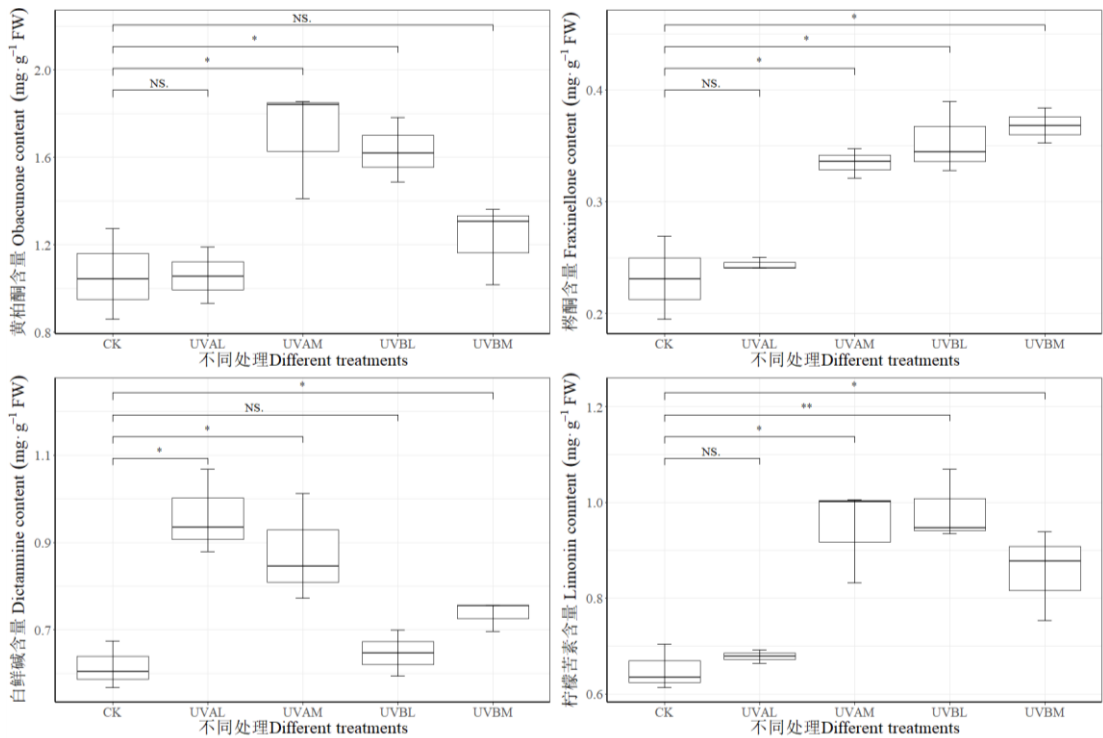 黄柏酮含量 Obacunone content (mg· g⁻¹ FW)
NS.
*
*
NS.
2.0
1.6
1.2
0.8
CK UVAL UVAM UVBL UVBM
不同处理Different treatments
梣酮含量 Fraxinellone content (mg· g⁻¹ FW)
*
*
*
NS.
0.4
0.3
0.2
CK UVAL UVAM UVBL UVBM
不同处理Different treatments
白鲜碱含量 Dictamnine content (mg· g⁻¹ FW)
*
NS.
*
*
1.1
0.9
0.7
CK UVAL UVAM UVBL UVBM
不同处理Different treatments
柠檬苦素含量 Limonin conntent (mg· g⁻¹ FW)
*
**
*
NS.
1.2
1.0
0.8
0.6
CK UVAL UVAM UVBL UVBM
不同处理Different treatments